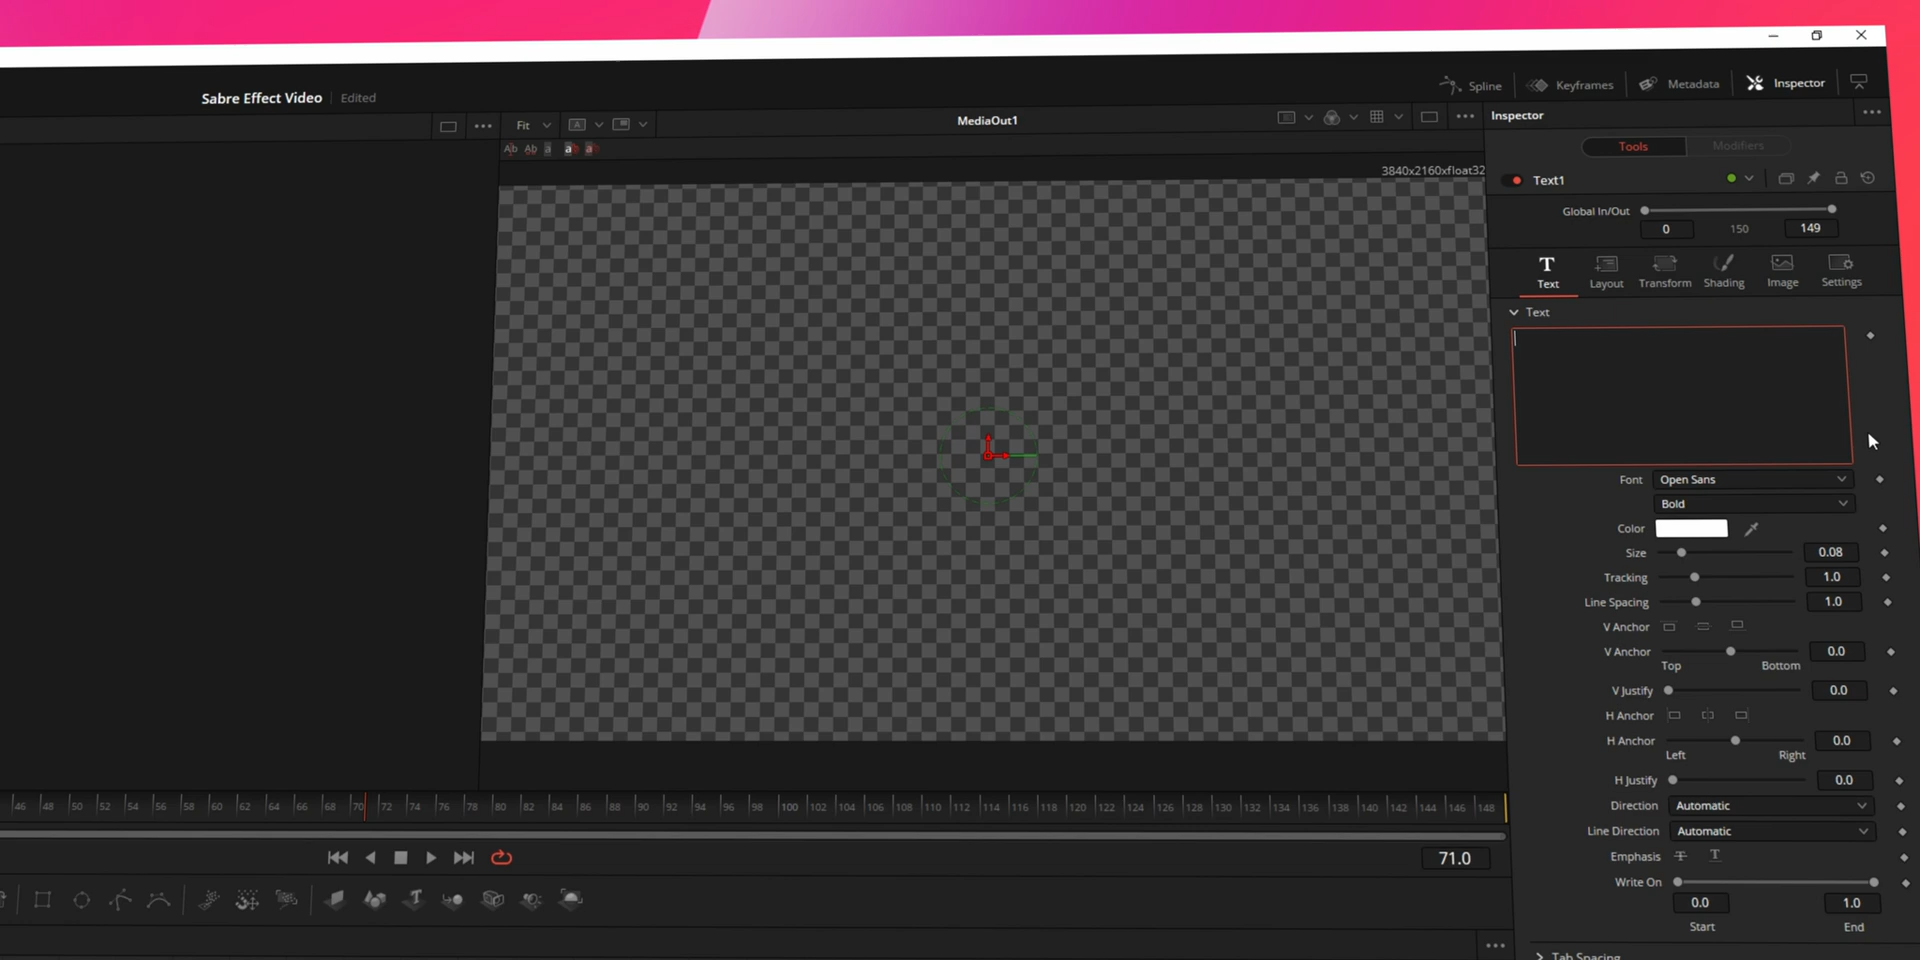 Sabre Effect Video Edited
Spline Keyframes Metadata Inspector
Fit A MediaOut1
Inspector
Ab Ab a ab ab
Tools Modifiers
3840x2160xfloat32
Text1
Global In/Out
0 150 149
T
Text Layout Transform Shading Image Settings
Text
Font Open Sans
Bold
Color
Size 0.08
Tracking 1.0
Line Spacing 1.0
V Anchor
V Anchor 0.0
Top Bottom
V Justify 0.0
H Anchor
H Anchor 0.0
Left Right
H Justify 0.0
Direction Automatic
Line Direction Automatic
Emphasis T T
Write On
0.0 1.0
Start End
Tab Spacing
46 48 50 52 54 56 58 60 62 64 66 68 70 72 74 76 78 80 82 84 86 88 90 92 94 96 98 100 102 104 106 108 110 112 114 116 118 120 122 124 126 128 130 132 134 136 138 140 142 144 146 148
71.0
T